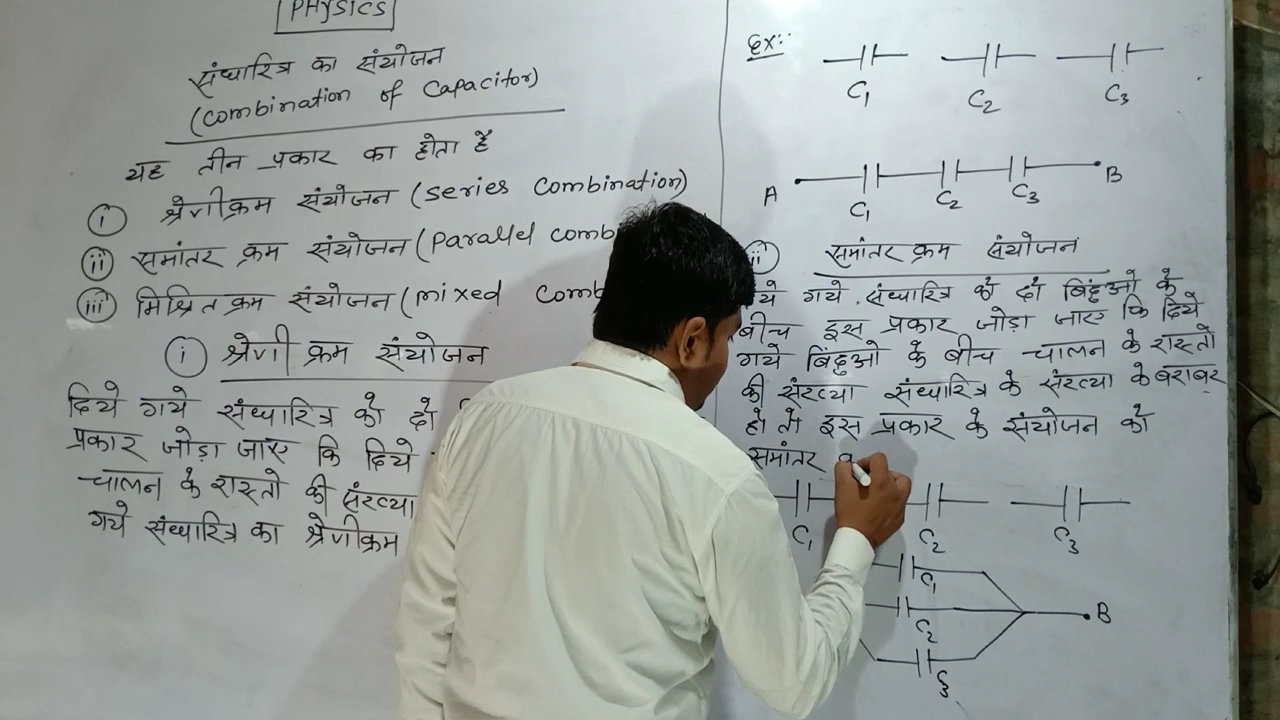 PHYSICS
संध्दारित्र का संयोजन
(Combination of Capacitor)
यह तीन प्रकार का होता है
i श्रेणीक्रम संयोजन (series combination)
ii समांतर क्रम संयोजन (parallel comb
iii मिश्रित क्रम संयोजन (mixed comb
i श्रेणी क्रम संयोजन
दिये गये संध्दारित्र को दो
प्रकार जोड़ा जाए कि दिये
चालन के रास्तो की संख्या
गये संध्दारित्र का श्रेणीक्रम
Ex:-
C1 C2 C3
A C1 C2 C3 B
ii समांतर क्रम संयोजन
गये संध्दारित्र को दो बिंदुओ के
बीच इस प्रकार जोड़ा जाए कि दिये
गये बिंदुओ के बीच चालन के रास्तो
की संख्या संध्दारित्र के संख्या के बराबर
हो तो इस प्रकार के संयोजन को
समांतर
C1 C2 C3
C1
C2 B
C3